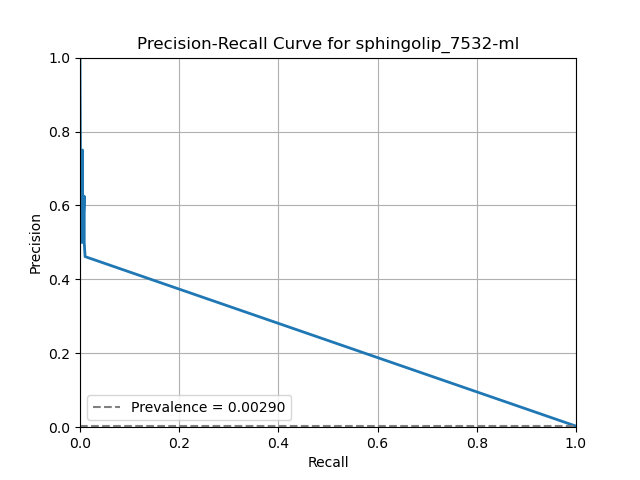 Precision-Recall Curve for sphingolip_7532-ml
1.0
0.8
0.6
0.4
0.2
0.0
Precision
Prevalence = 0.00290
0.0 0.2 0.4 0.6 0.8 1.0
Recall